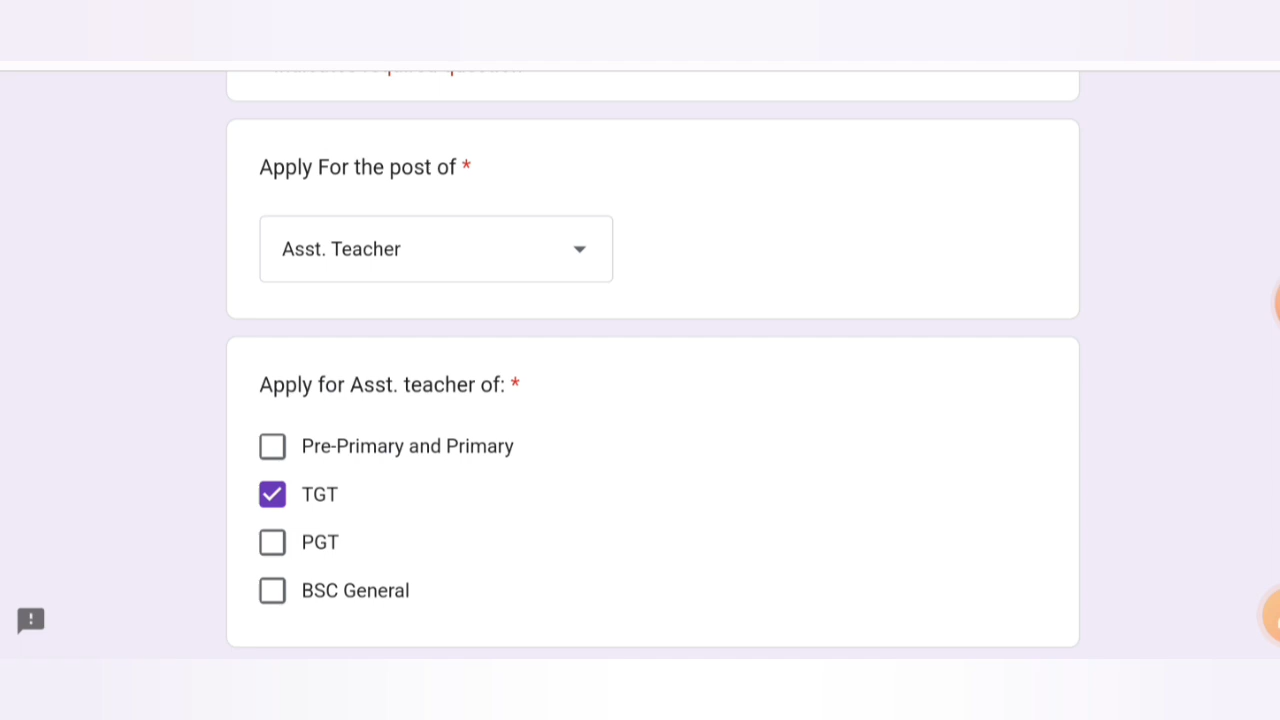 Apply For the post of *
Asst. Teacher
Apply for Asst. teacher of: *
Pre-Primary and Primary
TGT
PGT
BSC General